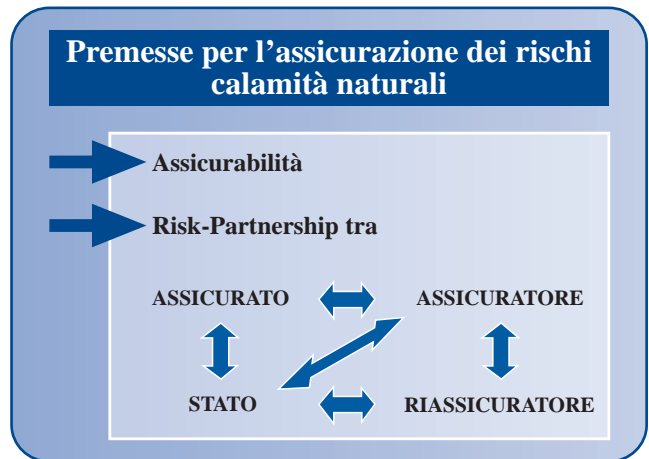 Premesse per l'assicurazione dei rischi
calamità naturali
Assicurabilità
Risk-Partnership tra
ASSICURATO ASSICURATORE
STATO RIASSICURATORE